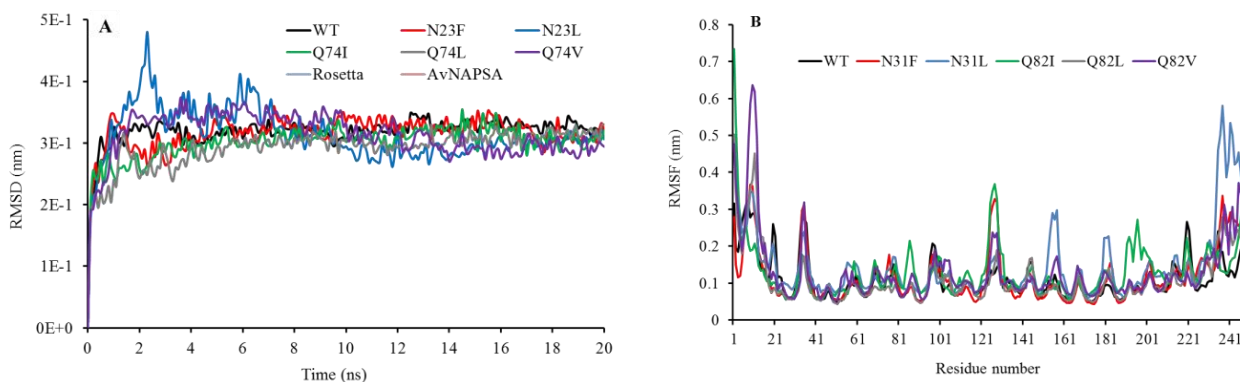 A
WT N23F N23L
Q74I Q74L Q74V
Rosetta AvNAPSA
5E-1
4E-1
3E-1
2E-1
1E-1
0E+0
RMSD (nm)
0 2 4 6 8 10 12 14 16 18 20
Time (ns)
B
WT N31F N31L Q82I Q82L Q82V
0.8
0.7
0.6
0.5
0.4
0.3
0.2
0.1
0
RMSF (nm)
1 21 41 61 81 101 121 141 161 181 201 221 241
Residue number